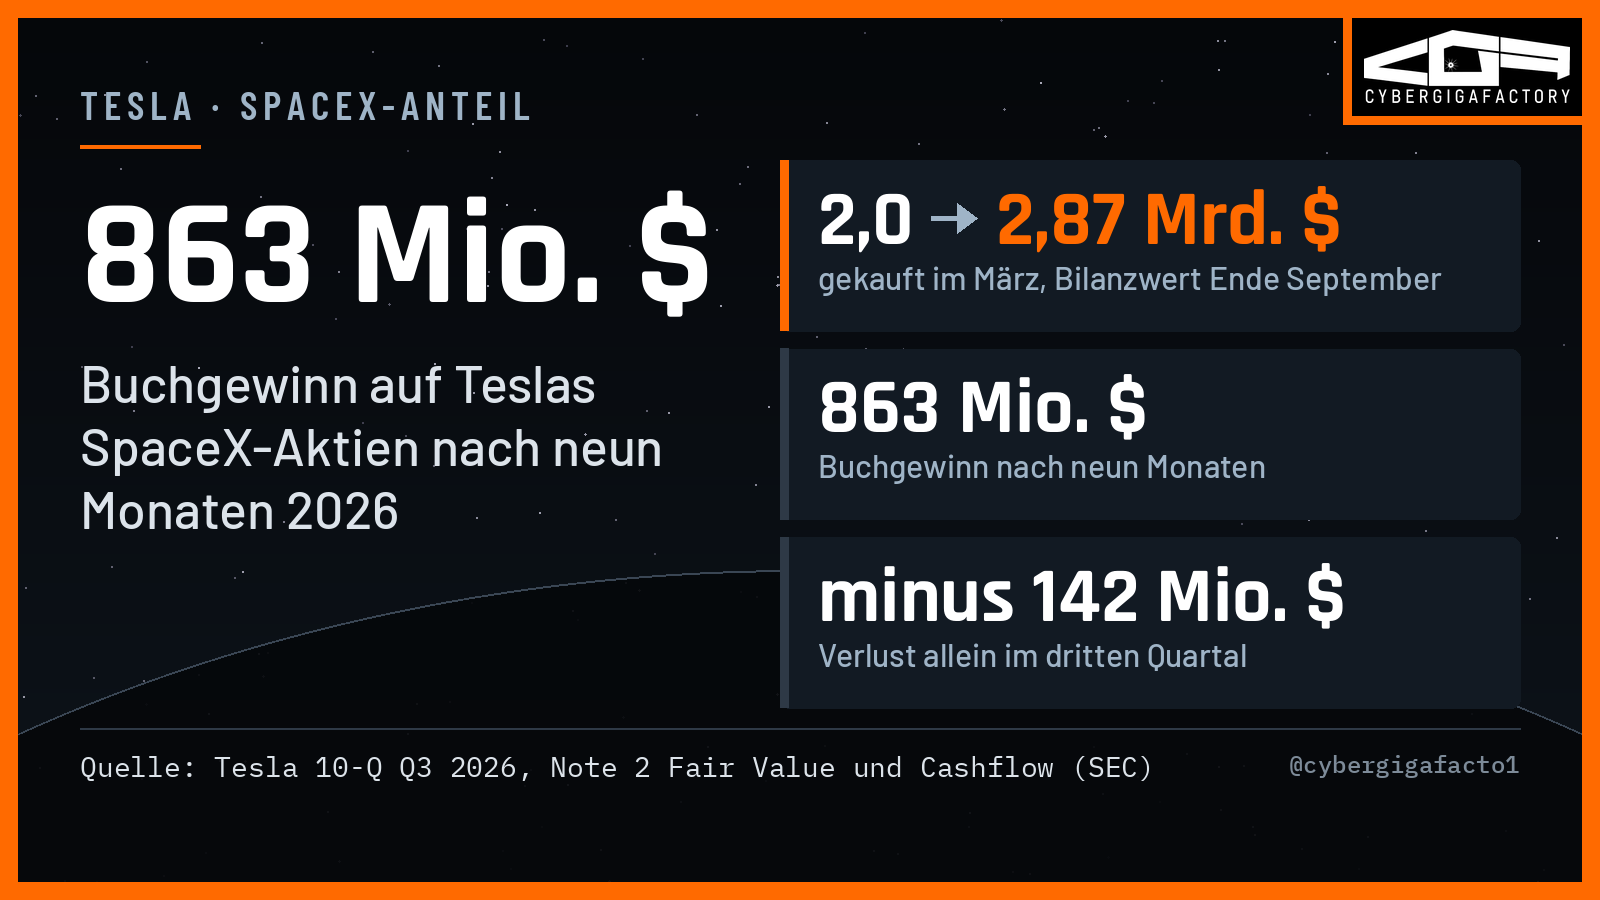 TESLA · SPACEX-ANTEIL
CYBERGIGAFACTORY
863 Mio. $
Buchgewinn auf Teslas
SpaceX-Aktien nach neun
Monaten 2026
2,0 → 2,87 Mrd. $
gekauft im März, Bilanzwert Ende September
863 Mio. $
Buchgewinn nach neun Monaten
minus 142 Mio. $
Verlust allein im dritten Quartal
Quelle: Tesla 10-Q Q3 2026, Note 2 Fair Value und Cashflow (SEC)
@cybergigafacto1